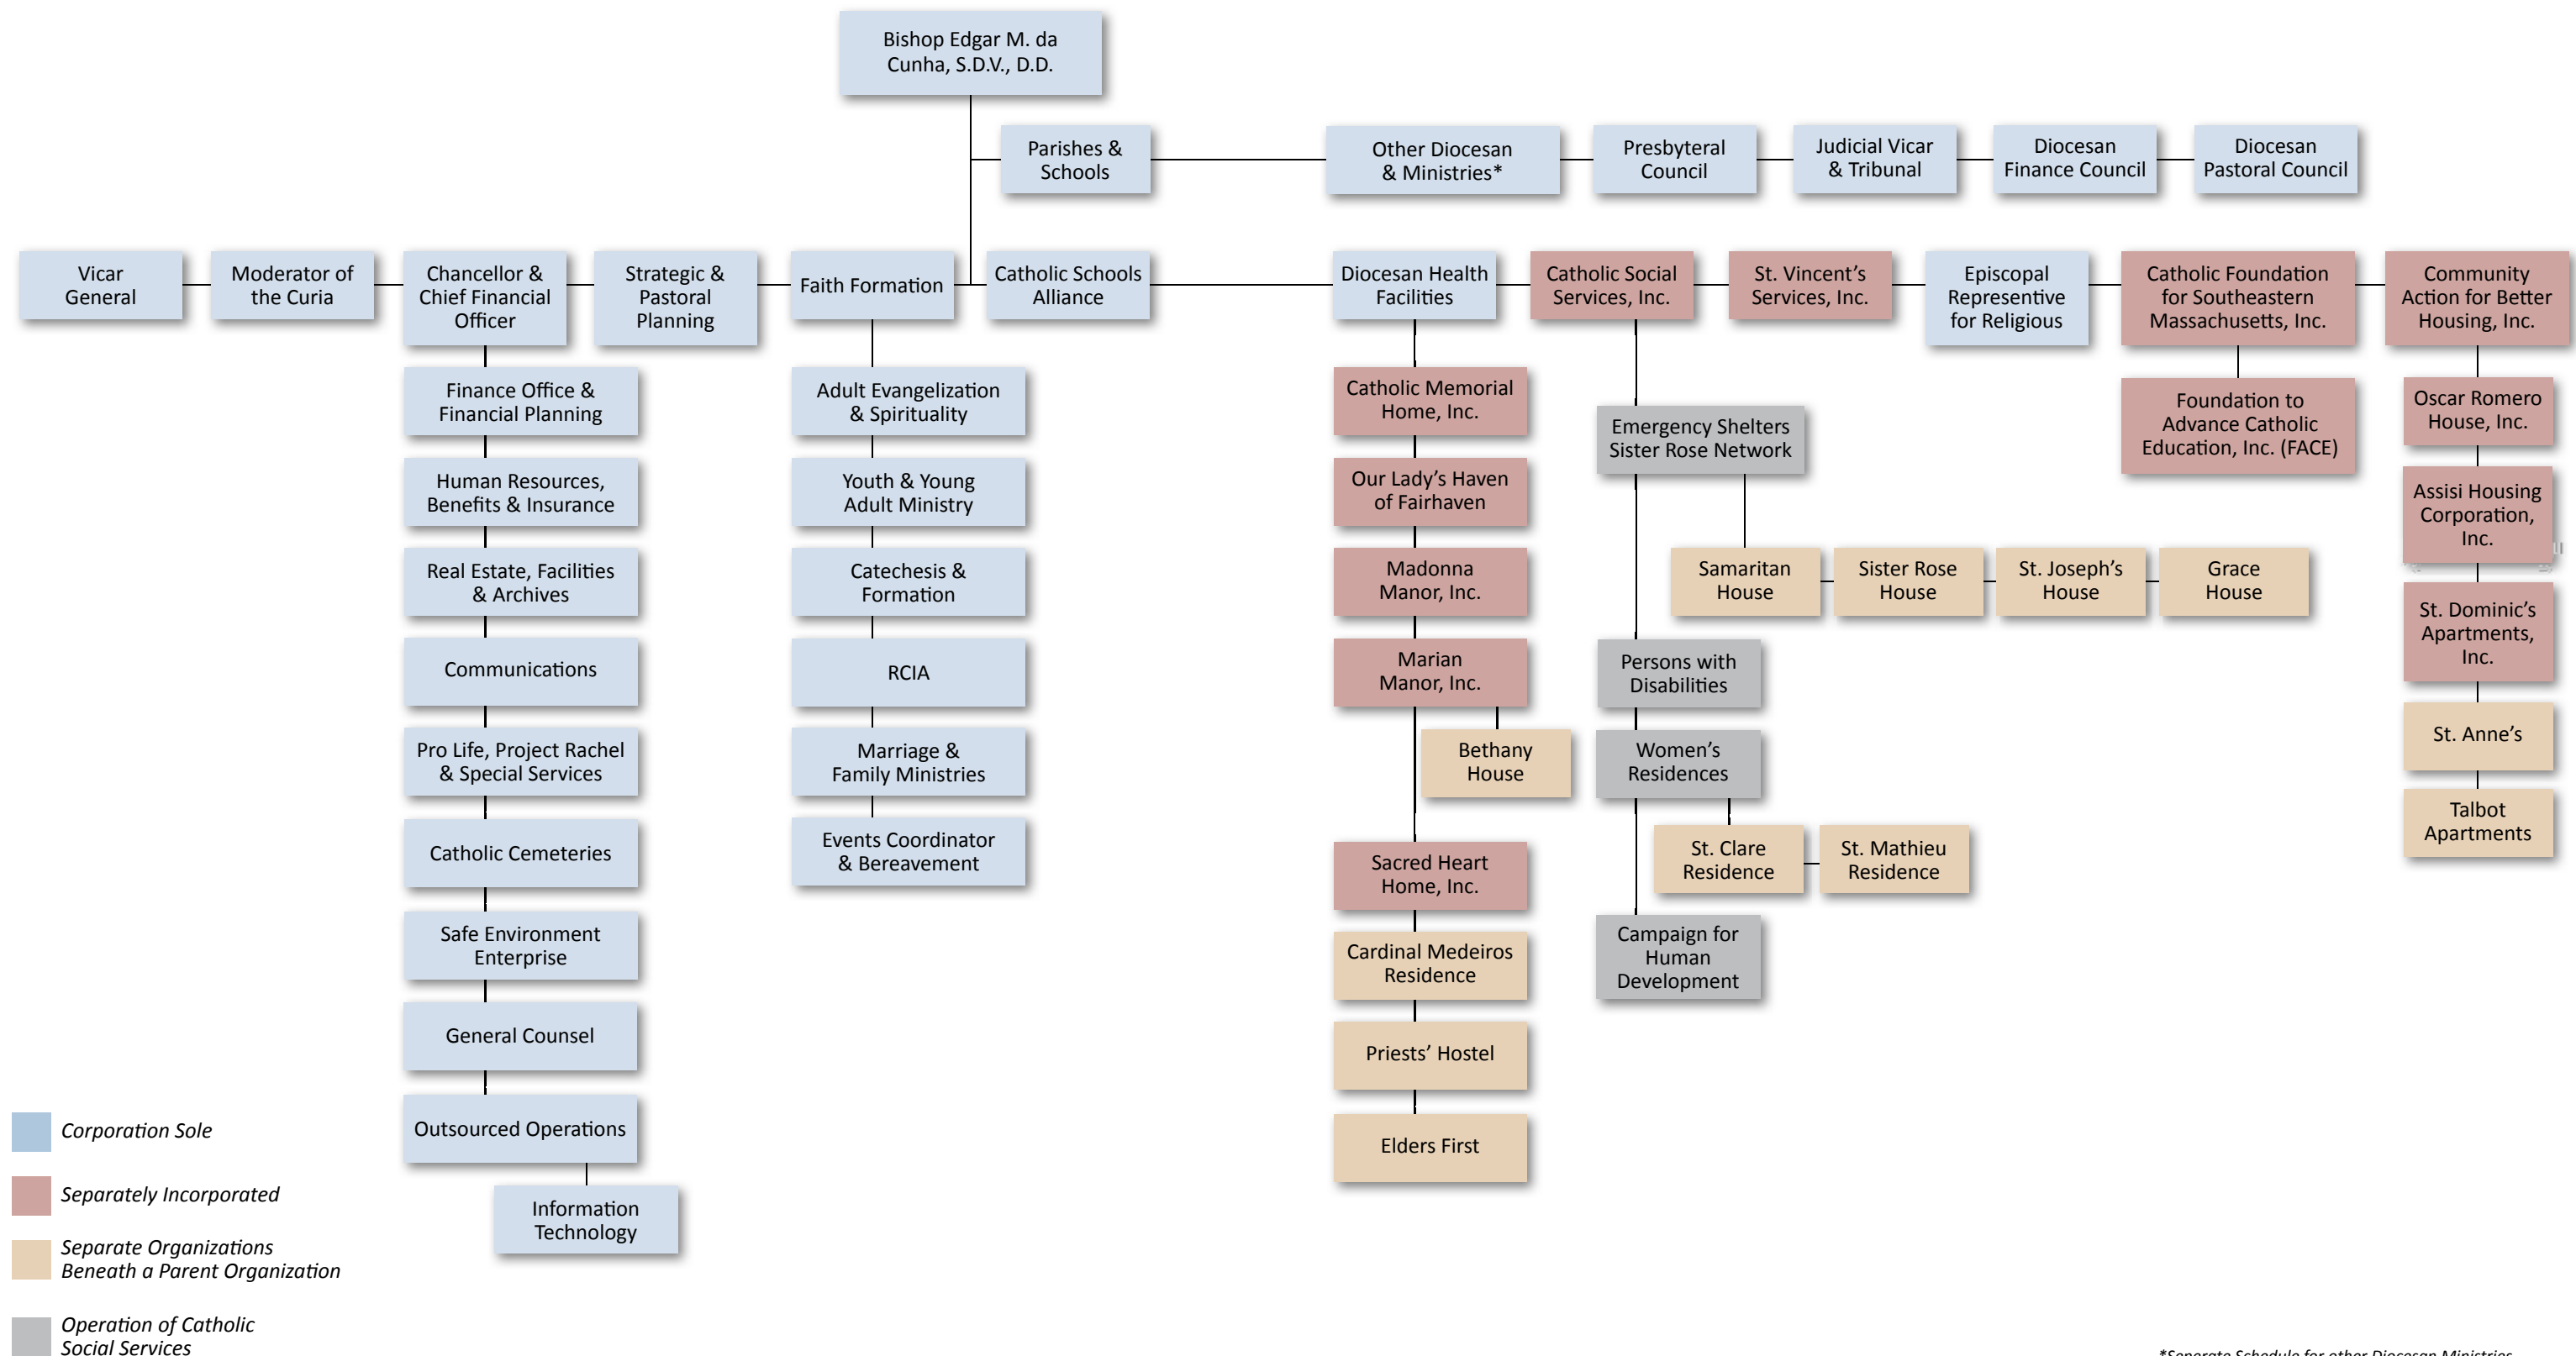 Bishop Edgar M. da
Cunha, S.D.V., D.D.
Parishes &
Schools
Other Diocesan
& Ministries*
Presbyteral
Council
Judicial Vicar
& Tribunal
Diocesan
Finance Council
Diocesan
Pastoral Council
Vicar
General
Moderator of
the Curia
Chancellor &
Chief Financial
Officer
Strategic &
Pastoral
Planning
Faith Formation
Catholic Schools
Alliance
Diocesan Health
Facilities
Catholic Social
Services, Inc.
St. Vincent's
Services, Inc.
Episcopal
Representive
for Religious
Catholic Foundation
for Southeastern
Massachusetts, Inc.
Community
Action for Better
Housing, Inc.
Finance Office &
Financial Planning
Human Resources,
Benefits & Insurance
Real Estate, Facilities
& Archives
Communications
Pro Life, Project Rachel
& Special Services
Catholic Cemeteries
Safe Environment
Enterprise
General Counsel
Outsourced Operations
Information
Technology
Adult Evangelization
& Spirituality
Youth & Young
Adult Ministry
Catechesis &
Formation
RCIA
Marriage &
Family Ministries
Events Coordinator
& Bereavement
Catholic Memorial
Home, Inc.
Our Lady's Haven
of Fairhaven
Madonna
Manor, Inc.
Marian
Manor, Inc.
Bethany
House
Sacred Heart
Home, Inc.
Cardinal Medeiros
Residence
Priests' Hostel
Elders First
Emergency Shelters
Sister Rose Network
Samaritan
House
Sister Rose
House
St. Joseph's
House
Grace
House
Persons with
Disabilities
Women's
Residences
St. Clare
Residence
St. Mathieu
Residence
Campaign for
Human
Development
Foundation to
Advance Catholic
Education, Inc. (FACE)
Oscar Romero
House, Inc.
Assisi Housing
Corporation,
Inc.
St. Dominic's
Apartments,
Inc.
St. Anne's
Talbot
Apartments
Corporation Sole
Separately Incorporated
Separate Organizations
Beneath a Parent Organization
Operation of Catholic
Social Services
*Seperate Schedule for other Diocesan Ministries